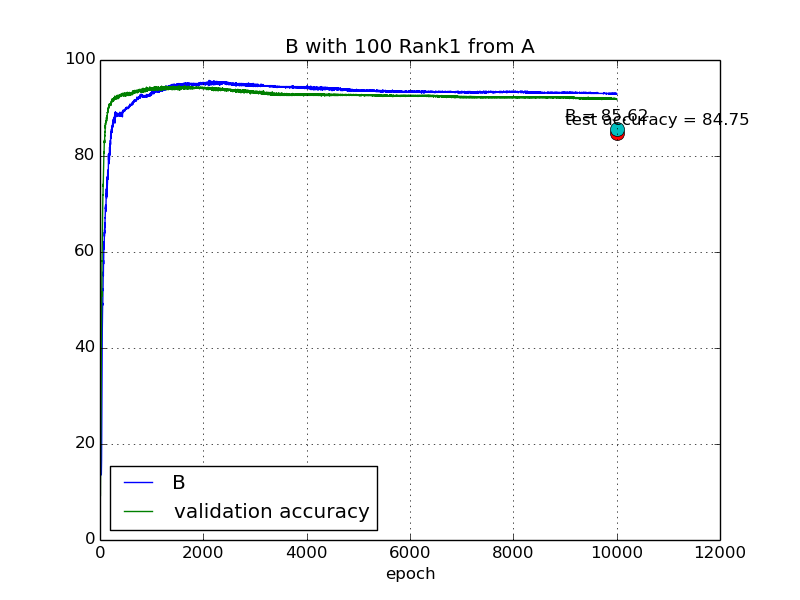 B with 100 Rank1 from A
100
80
60
40
20
0
B = 85.62
test accuracy = 84.75
B
validation accuracy
0 2000 4000 6000 8000 10000 12000
epoch